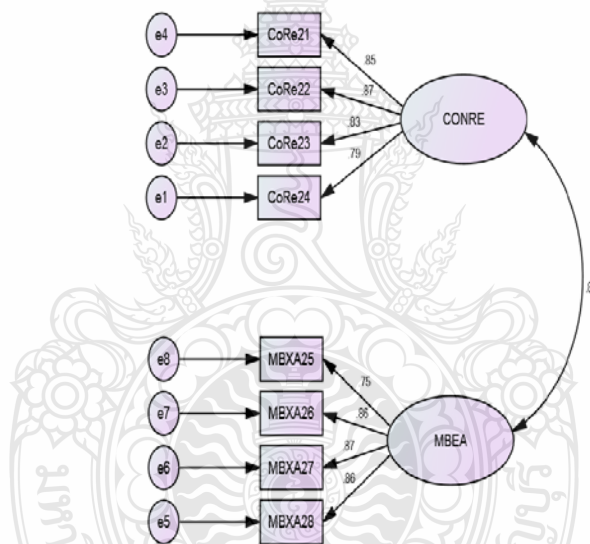 e4
CoRe21
.85
e3
CoRe22
.87
CONRE
e2
CoRe23
.83
e1
CoRe24
.79
e8
MBXA25
.75
e7
MBXA26
.86
MBEA
e6
MBXA27
.87
e5
MBXA28
.86